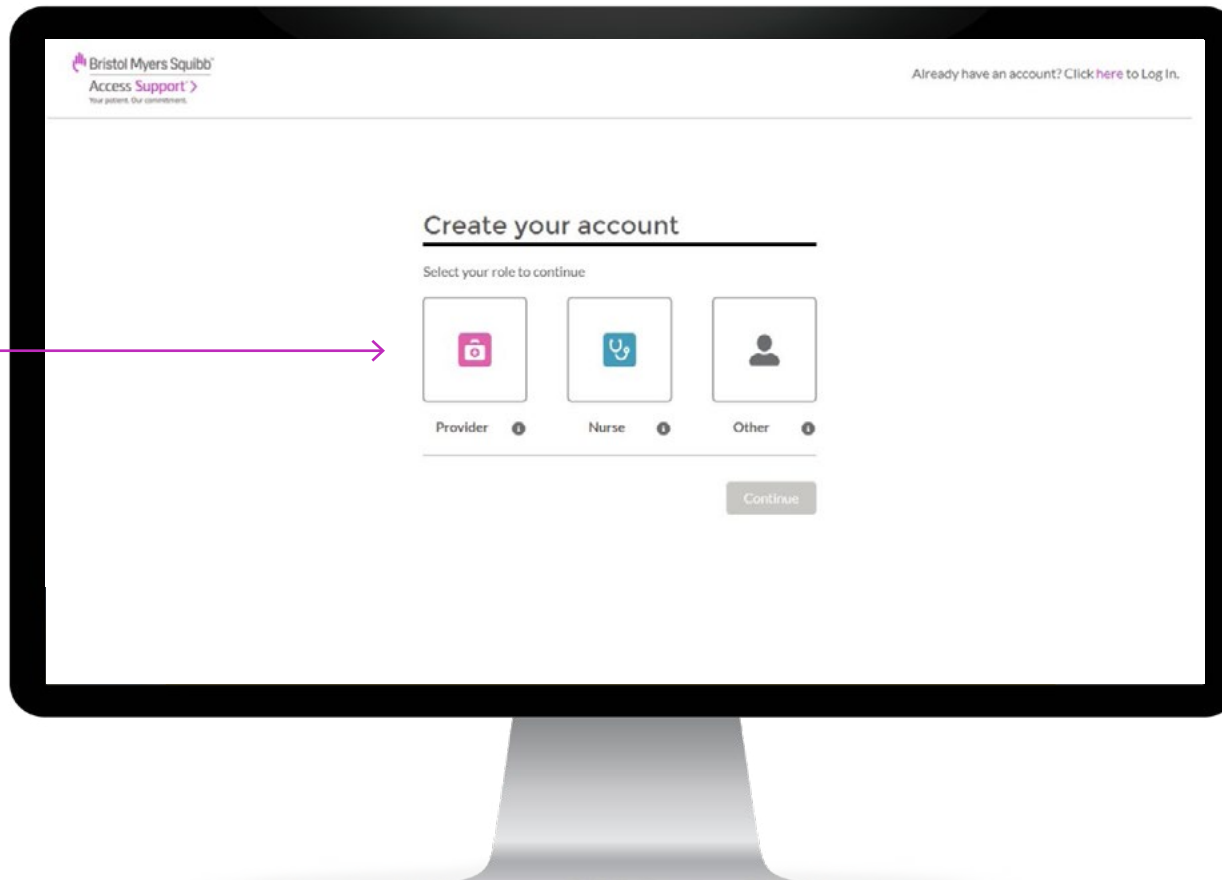 Bristol Myers Squibb™
Access Support®
Your patient. Our commitment.
Already have an account? Click here to Log In.
Create your account
Select your role to continue
Provider
Nurse
Other
Continue